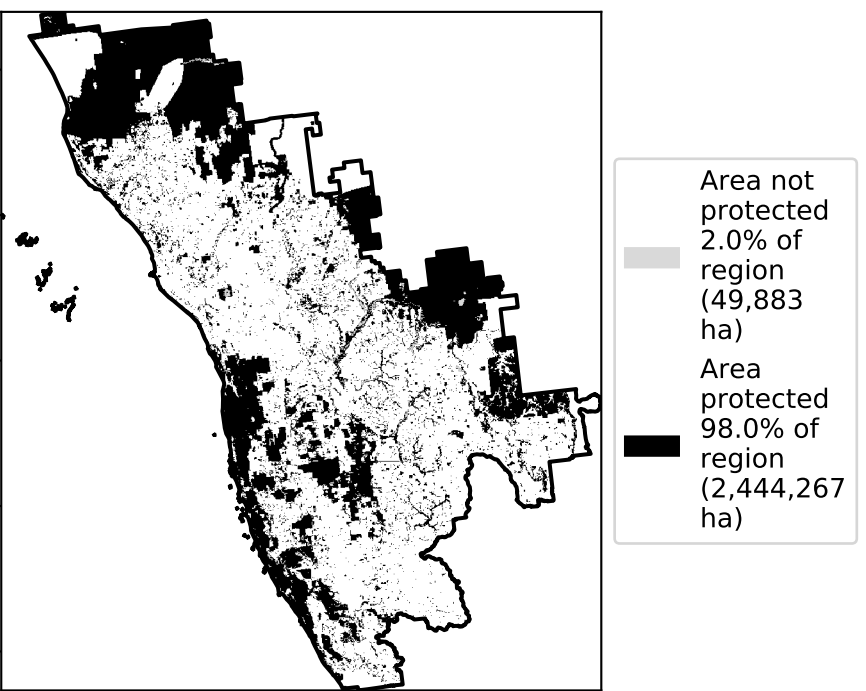 Area not
protected
2.0% of
region
(49,883
ha)
Area
protected
98.0% of
region
(2,444,267
ha)